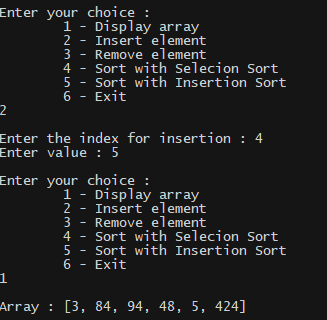 Enter your choice :
1 - Display array
2 - Insert element
3 - Remove element
4 - Sort with Selecion Sort
5 - Sort with Insertion Sort
6 - Exit
2
Enter the index for insertion : 4
Enter value : 5
Enter your choice :
1 - Display array
2 - Insert element
3 - Remove element
4 - Sort with Selecion Sort
5 - Sort with Insertion Sort
6 - Exit
1
Array : [3, 84, 94, 48, 5, 424]